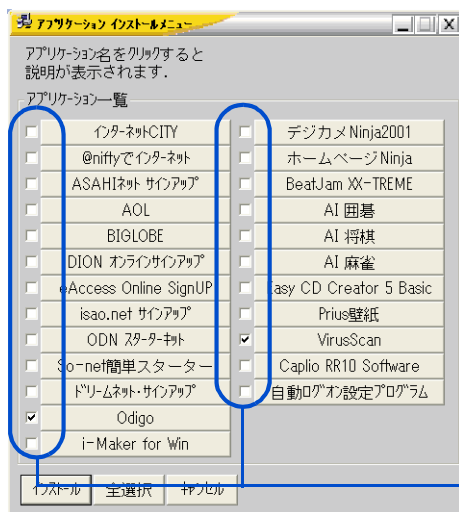 アプリケーション インストールメニュー
アプリケーション名をクリックすると
説明が表示されます.
アプリケーション一覧
インターネットCITY
@niftyでインターネット
ASAHIネット サインアップ
AOL
BIGLOBE
DION オンラインサインアップ
eAccess Online SignUP
isao.net サインアップ
ODN スターターキット
So-net簡単スターター
ドリームネット・サインアップ
Odigo
i-Maker for Win
デジカメNinja2001
ホームページNinja
BeatJam XX-TREME
AI 囲碁
AI 将棋
AI 麻雀
Easy CD Creator 5 Basic
Prius壁紙
VirusScan
Caplio RR10 Software
自動ログオン設定プログラム
インストール 全選択 キャンセル